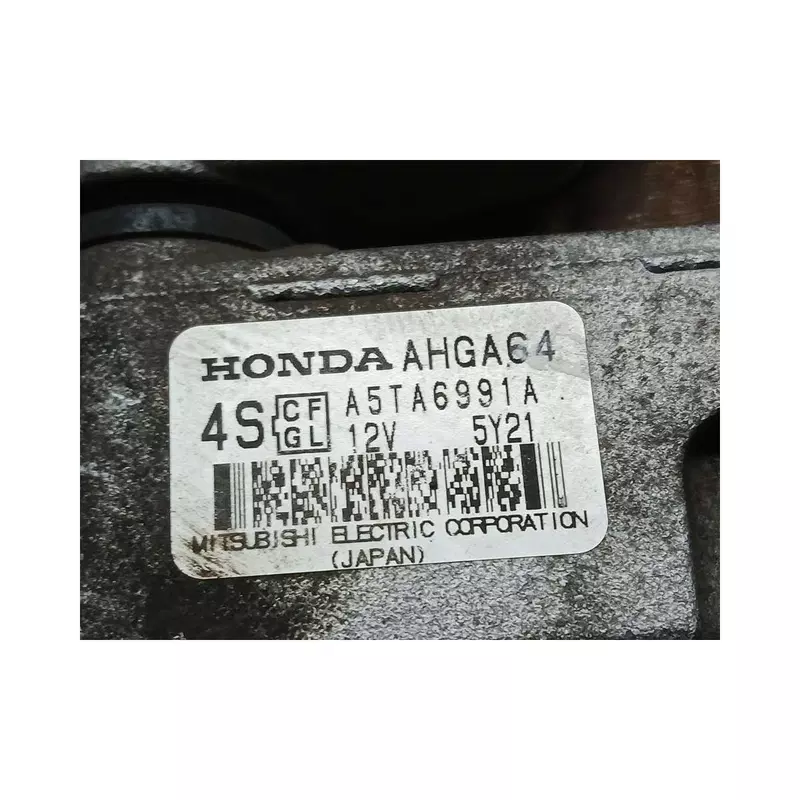 HONDA AHGA64
4S CF GL A5TA6991A
12V 5Y21
MITSUBISHI ELECTRIC CORPORATION
(JAPAN)